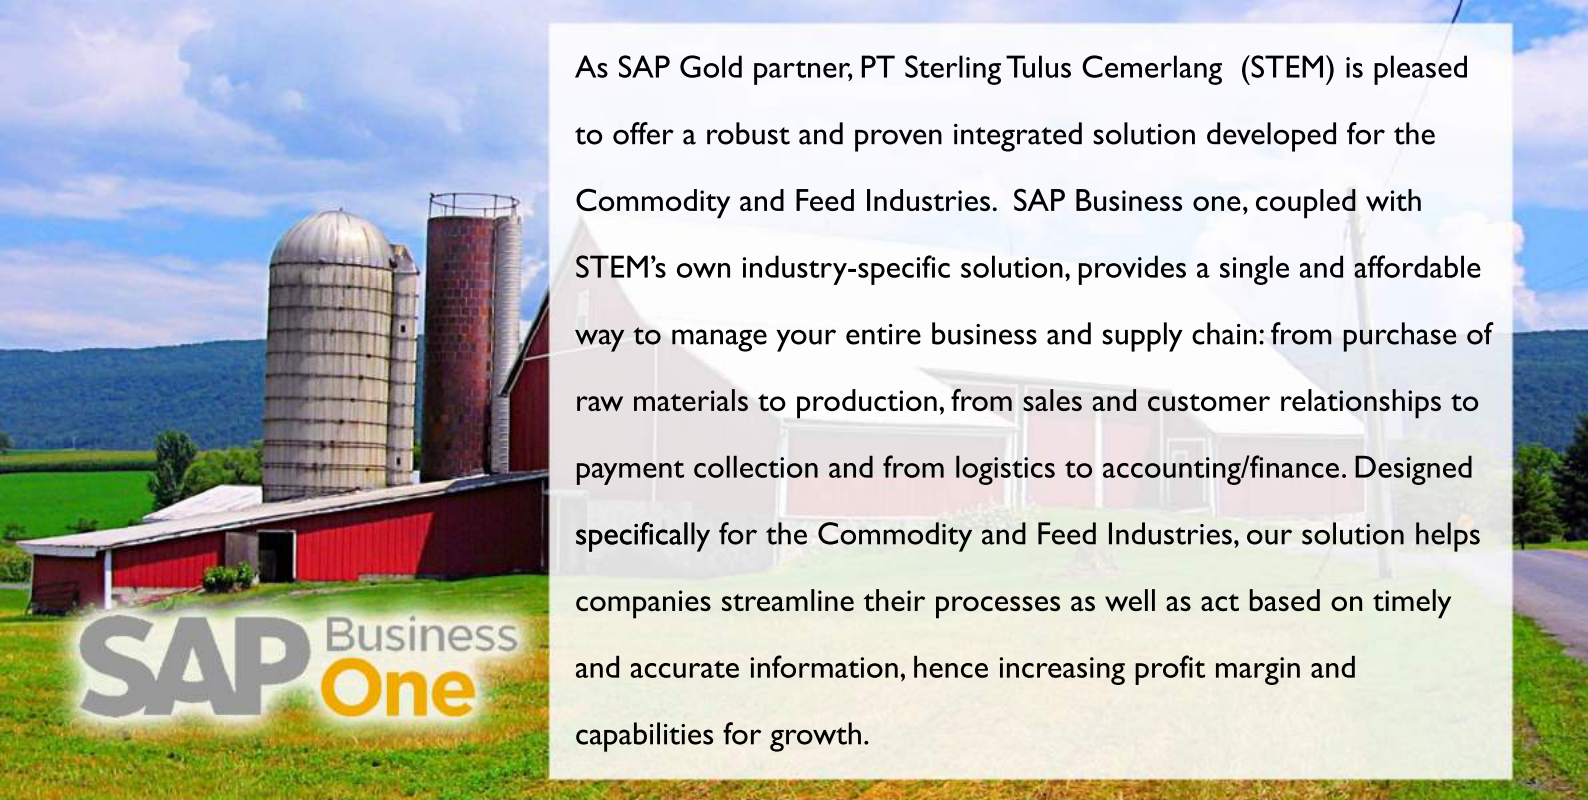 As SAP Gold partner, PT Sterling Tulus Cemerlang  (STEM) is pleased
to offer a robust and proven integrated solution developed for the
Commodity and Feed Industries.  SAP Business one, coupled with
STEM’s own industry-specific solution, provides a single and affordable
way to manage your entire business and supply chain: from purchase of
raw materials to production, from sales and customer relationships to
payment collection and from logistics to accounting/finance. Designed
specifically for the Commodity and Feed Industries, our solution helps
companies streamline their processes as well as act based on timely
and accurate information, hence increasing profit margin and
capabilities for growth.
SAP Business
One